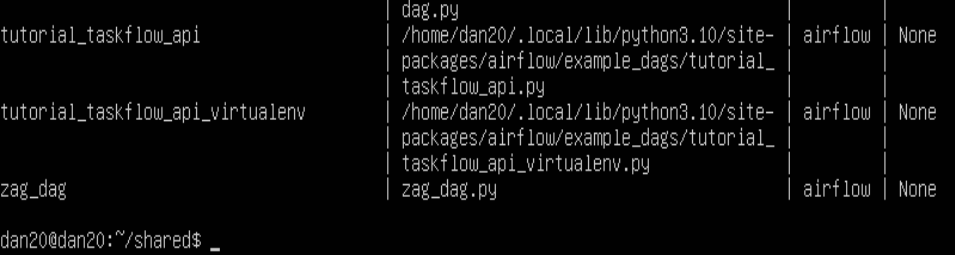 | dag.py | |
tutorial_taskflow_api | /home/dan20/.local/lib/python3.10/site- | airflow | None
| packages/airflow/example_dags/tutorial_ | |
| taskflow_api.py | |
tutorial_taskflow_api_virtualenv | /home/dan20/.local/lib/python3.10/site- | airflow | None
| packages/airflow/example_dags/tutorial_ | |
| taskflow_api_virtualenv.py | |
zag_dag | zag_dag.py | airflow | None
dan20@dan20:~/shared$ _